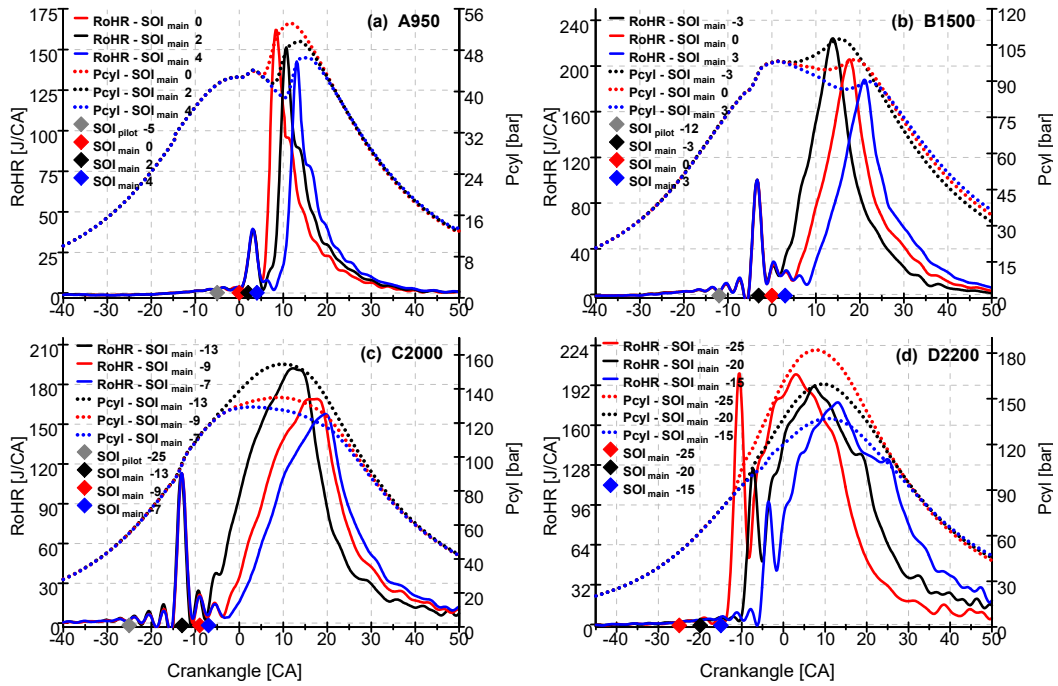 (a) A950
RoHR - SOI main 0
RoHR - SOI main 2
RoHR - SOI main 4
Pcyl - SOI main 0
Pcyl - SOI main 2
Pcyl - SOI main 4
SOI pilot -5
SOI main 0
SOI main 2
SOI main 4
RoHR [J/CA]
175
150
125
100
75
50
25
0
Pcyl [bar]
56
48
40
32
24
16
8
0
-40 -30 -20 -10 0 10 20 30 40 50
(b) B1500
RoHR - SOI main -3
RoHR - SOI main 0
RoHR - SOI main 3
Pcyl - SOI main -3
Pcyl - SOI main 0
Pcyl - SOI main 3
SOI pilot -12
SOI main -3
SOI main 0
SOI main 3
RoHR [J/CA]
240
200
160
120
80
40
0
Pcyl [bar]
120
105
90
75
60
45
30
15
0
-40 -30 -20 -10 0 10 20 30 40 50
(c) C2000
RoHR - SOI main -13
RoHR - SOI main -9
RoHR - SOI main -7
Pcyl - SOI main -13
Pcyl - SOI main -9
Pcyl - SOI main -7
SOI pilot -25
SOI main -13
SOI main -9
SOI main -7
RoHR [J/CA]
210
180
150
120
90
60
30
0
Pcyl [bar]
160
140
120
100
80
60
40
20
0
-40 -30 -20 -10 0 10 20 30 40 50
Crankangle [CA]
(d) D2200
RoHR - SOI main -25
RoHR - SOI main -20
RoHR - SOI main -15
Pcyl - SOI main -25
Pcyl - SOI main -20
Pcyl - SOI main -15
SOI main -25
SOI main -20
SOI main -15
RoHR [J/CA]
224
192
160
128
96
64
32
0
Pcyl [bar]
180
150
120
90
60
30
0
-40 -30 -20 -10 0 10 20 30 40 50
Crankangle [CA]